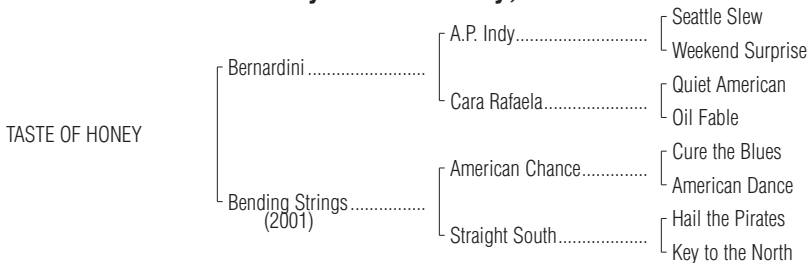 Seattle Slew
A.P. Indy
Weekend Surprise
Bernardini
Quiet American
Cara Rafaela
Oil Fable
TASTE OF HONEY
Cure the Blues
American Chance
American Dance
Bending Strings
(2001)
Hail the Pirates
Straight South
Key to the North